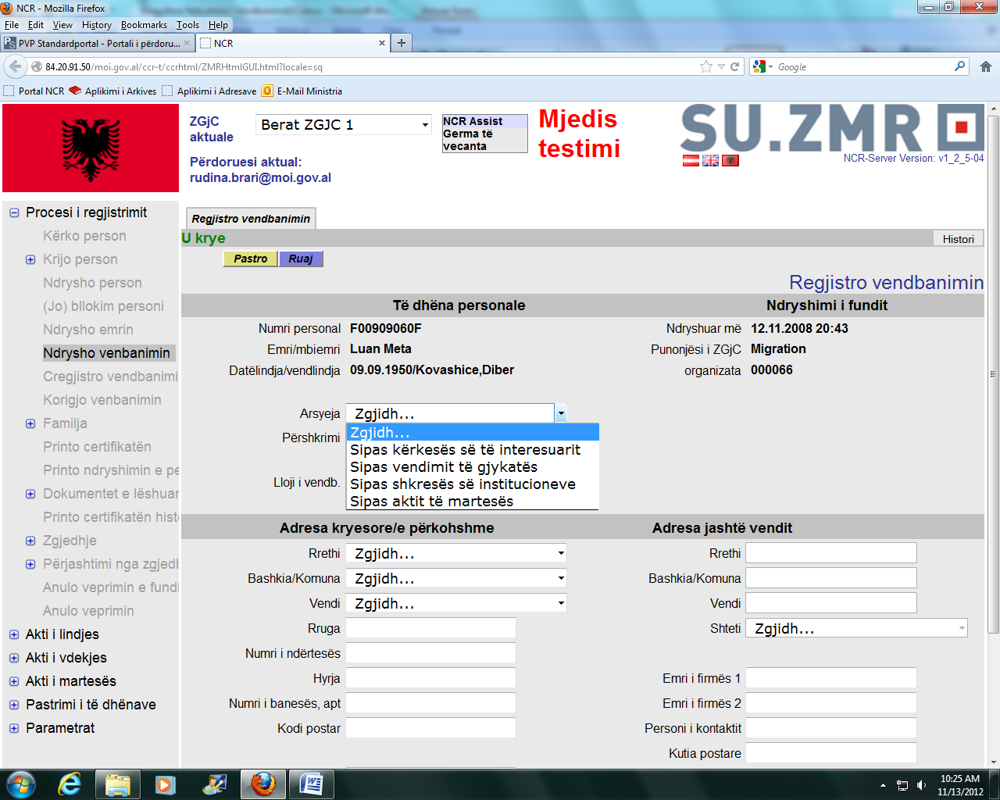 NCR - Mozilla Firefox
File Edit View History Bookmarks Tools Help
PVP Standardportal - Portali i përdoru...
NCR
84.20.91.50/moi.gov.al/ccr-t/ccrhtml/ZMRHtmlGUI.html?locale=sq
Google
Portal NCR Aplikimi i Arkives Aplikimi i Adresave E-Mail Ministria
ZGjC aktuale
Berat ZGJC 1
NCR Assist
Germa të
vecanta
Mjedis
testimi
SU.ZMR
NCR-Server Version: v1_2_5-04
Përdoruesi aktual:
rudina.brari@moi.gov.al
Procesi i regjistrimit
Kërko person
Krijo person
Ndrysho person
(Jo) bllokim personi
Ndrysho emrin
Ndrysho venbanimin
Cregjistro vendbanimi
Korigjo venbanimin
Familja
Printo certifikatën
Printo ndryshimin e pe
Dokumentet e lëshuar
Printo certifikatën hist
Zgjedhje
Përjashtimi nga zgjedh
Anulo veprimin e fundi
Anulo veprimin
Akti i lindjes
Akti i vdekjes
Akti i martesës
Pastrimi i të dhënave
Parametrat
Regjistro vendbanimin
U krye
Histori
Pastro Ruaj
Regjistro vendbanimin
Të dhëna personale Ndryshimi i fundit
Numri personal F00909060F Ndryshuar më 12.11.2008 20:43
Emri/mbiemri Luan Meta Punonjësi i ZGjC Migration
Datëlindja/vendlindja 09.09.1950/Kovashice,Diber organizata 000066
Arsyeja Zgjidh...
Përshkrimi
Lloji i vendb.
Zgjidh...
Sipas kërkesës së të interesuarit
Sipas vendimit të gjykatës
Sipas shkresës së institucioneve
Sipas aktit të martesës
Adresa kryesore/e përkohshme Adresa jashtë vendit
Rrethi Zgjidh... Rrethi
Bashkia/Komuna Zgjidh... Bashkia/Komuna
Vendi Zgjidh... Vendi
Rruga Shteti Zgjidh...
Numri i ndërtesës
Hyrja Emri i firmës 1
Numri i banesës, apt Emri i firmës 2
Kodi postar Personi i kontaktit
Kutia postare
10:25 AM
11/13/2012